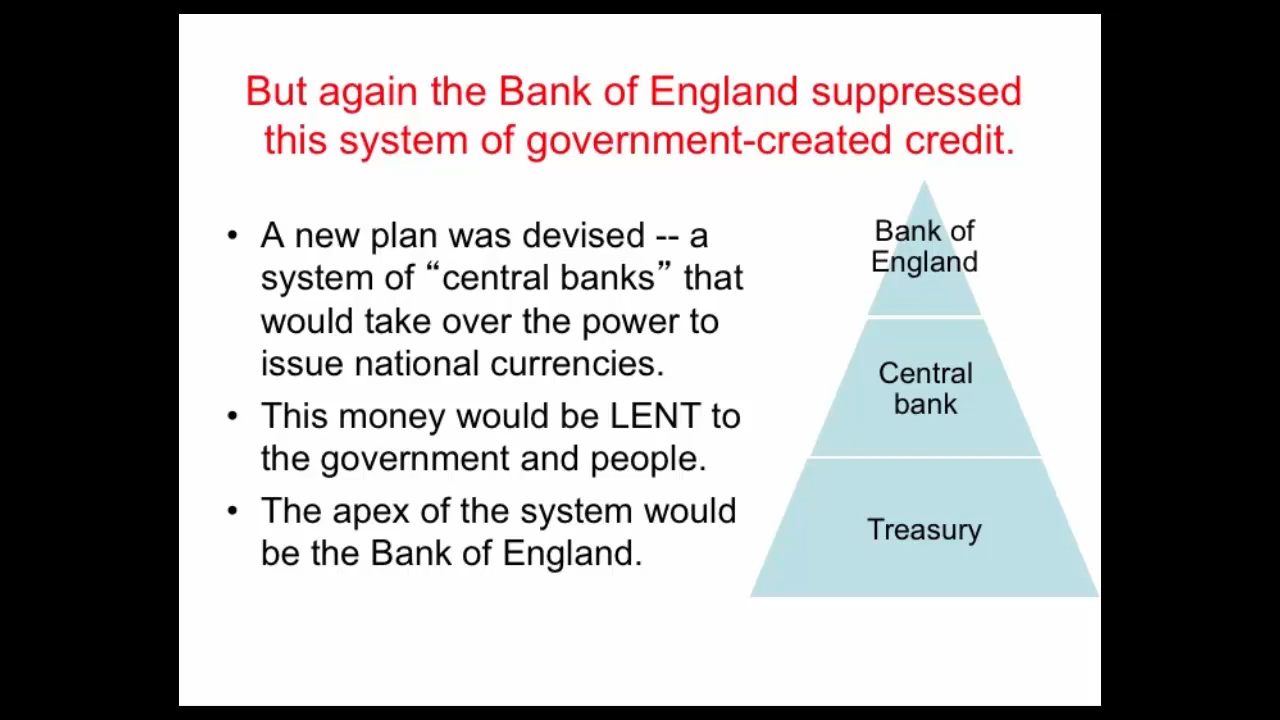 But again the Bank of England suppressed
this system of government-created credit.
• A new plan was devised -- a
system of “central banks” that
would take over the power to
issue national currencies.
• This money would be LENT to
the government and people.
• The apex of the system would
be the Bank of England.
Bank of
England
Central
bank
Treasury